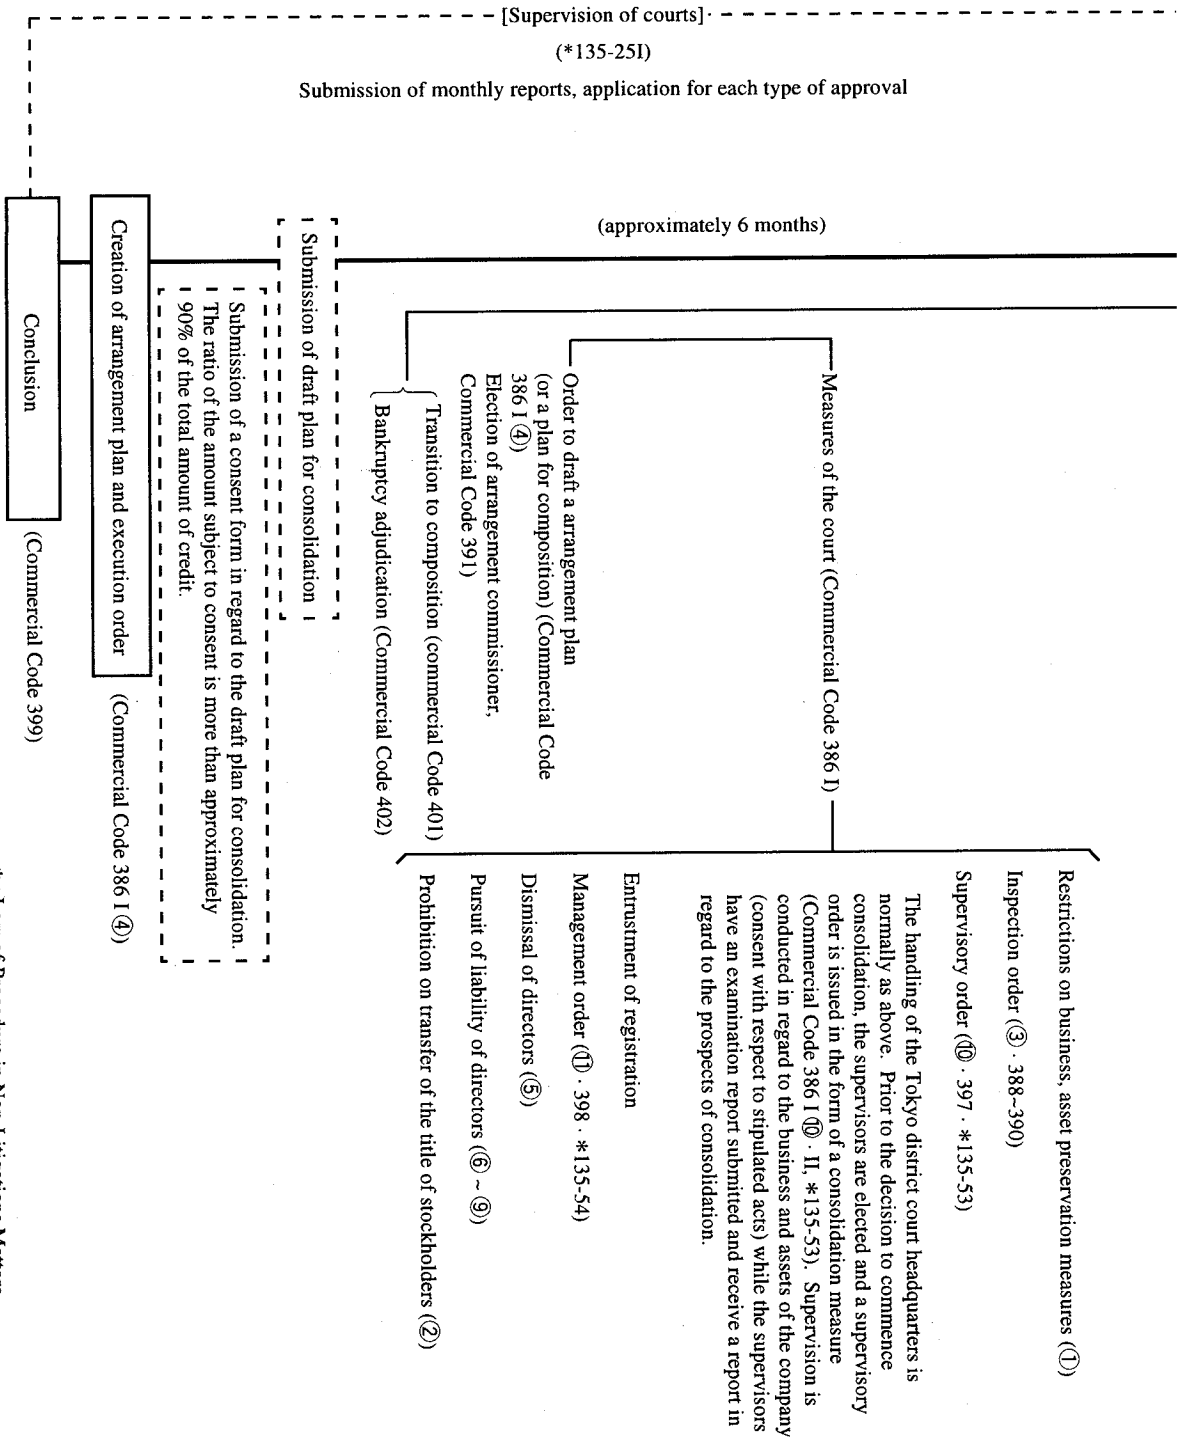 [Supervision of courts]
(*135-25I)
Submission of monthly reports, application for each type of approval
(approximately 6 months)
Restrictions on business, asset preservation measures (①)
Inspection order (③ · 388~390)
Supervisory order (⑩ · 397 · *135-53)
The handling of the Tokyo district court headquarters is
normally as above. Prior to the decision to commence
consolidation, the supervisors are elected and a supervisory
order is issued in the form of a consolidation measure
(Commercial Code 386 I ⑩ · II, *135-53). Supervision is
conducted in regard to the business and assets of the company
(consent with respect to stipulated acts) while the supervisors
have an examination report submitted and receive a report in
regard to the prospects of consolidation.
Measures of the court (Commercial Code 386 I)
Entrustment of registration
Management order (⑪ · 398 · *135-54)
Dismissal of directors (⑤)
Pursuit of liability of directors (⑥ ~ ⑨)
Prohibition on transfer of the title of stockholders (②)
Order to draft a arrangement plan
(or a plan for composition) (Commercial Code
386 I ④)
Election of arrangement commissioner,
Commercial Code 391)
Transition to composition (commercial Code 401)
Bankruptcy adjudication (Commercial Code 402)
Submission of draft plan for consolidation
Submission of a consent form in regard to the draft plan for consolidation.
The ratio of the amount subject to consent is more than approximately
90% of the total amount of credit.
Creation of arrangement plan and execution order
(Commercial Code 386 I ④)
Conclusion
(Commercial Code 399)